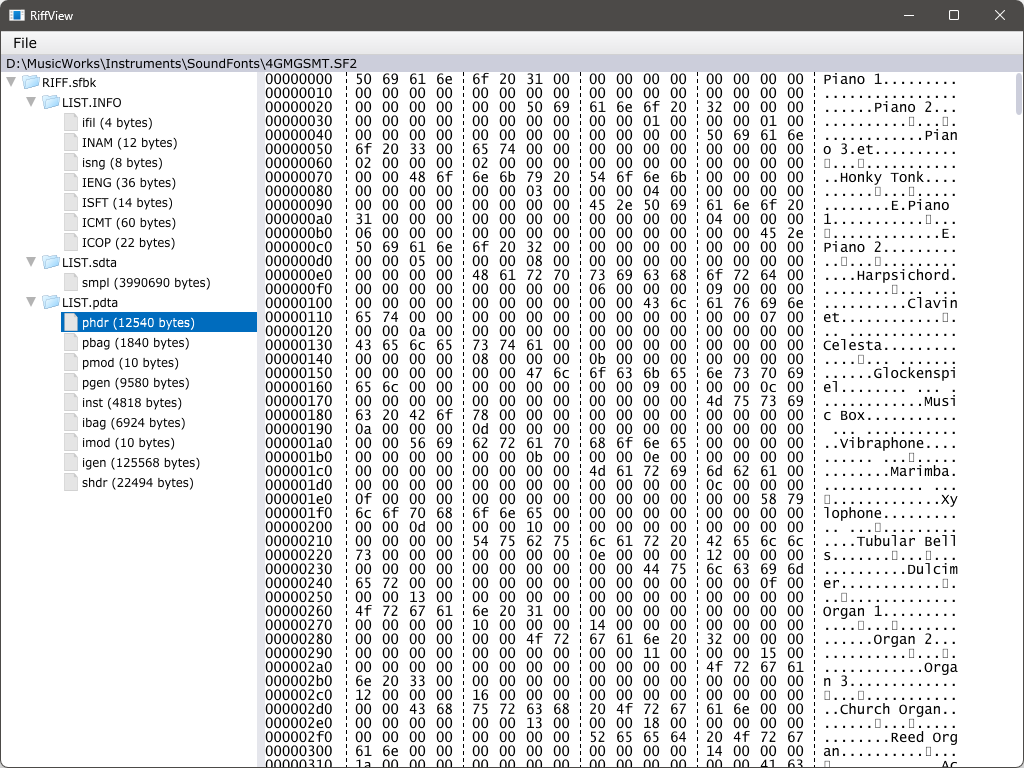 RiffView
File
D:\MusicWorks\Instruments\SoundFonts\4GMGSMT.SF2
RIFF.sfbk
LIST.INFO
ifil (4 bytes)
INAM (12 bytes)
isng (8 bytes)
IENG (36 bytes)
ISFT (14 bytes)
ICMT (60 bytes)
ICOP (22 bytes)
LIST.sdta
smpl (3990690 bytes)
LIST.pdta
phdr (12540 bytes)
pbag (1840 bytes)
pmod (10 bytes)
pgen (9580 bytes)
inst (4818 bytes)
ibag (6924 bytes)
imod (10 bytes)
igen (125568 bytes)
shdr (22494 bytes)
00000000 50 69 61 6e 6f 20 31 00 00 00 00 00 00 00 00 00 Piano 1.........
00000010 00 00 00 00 00 00 00 00 00 00 00 00 00 00 00 00 ................
00000020 00 00 00 00 00 00 50 69 61 6e 6f 20 32 00 00 00 ......Piano 2...
00000030 00 00 00 00 00 00 00 00 00 00 01 00 00 00 01 00 ..........▯...▯.
00000040 00 00 00 00 00 00 00 00 00 00 00 00 50 69 61 6e ............Pian
00000050 6f 20 33 00 65 74 00 00 00 00 00 00 00 00 00 00 o 3.et..........
00000060 02 00 00 00 02 00 00 00 00 00 00 00 00 00 00 00 ▯...▯...........
00000070 00 00 48 6f 6e 6b 79 20 54 6f 6e 6b 00 00 00 00 ..Honky Tonk....
00000080 00 00 00 00 00 00 03 00 00 00 04 00 00 00 00 00 ......▯...▯.....
00000090 00 00 00 00 00 00 00 00 45 2e 50 69 61 6e 6f 20 ........E.Piano
000000a0 31 00 00 00 00 00 00 00 00 00 00 00 04 00 00 00 1...........▯...
000000b0 06 00 00 00 00 00 00 00 00 00 00 00 00 00 45 2e ▯.............E.
000000c0 50 69 61 6e 6f 20 32 00 00 00 00 00 00 00 00 00 Piano 2.........
000000d0 00 00 05 00 00 00 08 00 00 00 00 00 00 00 00 00 ..▯...▯.........
000000e0 00 00 00 00 48 61 72 70 73 69 63 68 6f 72 64 00 ....Harpsichord.
000000f0 00 00 00 00 00 00 00 00 06 00 00 00 09 00 00 00 ........▯... ...
00000100 00 00 00 00 00 00 00 00 00 00 43 6c 61 76 69 6e ..........Clavin
00000110 65 74 00 00 00 00 00 00 00 00 00 00 00 00 07 00 et............▯.
00000120 00 00 0a 00 00 00 00 00 00 00 00 00 00 00 00 00 .. .............
00000130 43 65 6c 65 73 74 61 00 00 00 00 00 00 00 00 00 Celesta.........
00000140 00 00 00 00 08 00 00 00 0b 00 00 00 00 00 00 00 ....▯... .......
00000150 00 00 00 00 00 00 47 6c 6f 63 6b 65 6e 73 70 69 ......Glockenspi
00000160 65 6c 00 00 00 00 00 00 00 00 09 00 00 00 0c 00 el........ ... .
00000170 00 00 00 00 00 00 00 00 00 00 00 00 4d 75 73 69 ............Musi
00000180 63 20 42 6f 78 00 00 00 00 00 00 00 00 00 00 00 c Box...........
00000190 0a 00 00 00 0d 00 00 00 00 00 00 00 00 00 00 00 ... ...........
000001a0 00 00 56 69 62 72 61 70 68 6f 6e 65 00 00 00 00 ..Vibraphone....
000001b0 00 00 00 00 00 00 0b 00 00 00 0e 00 00 00 00 00 ...... ...▯.....
000001c0 00 00 00 00 00 00 00 00 4d 61 72 69 6d 62 61 00 ........Marimba.
000001d0 00 00 00 00 00 00 00 00 00 00 00 00 0c 00 00 00 ............ ...
000001e0 0f 00 00 00 00 00 00 00 00 00 00 00 00 00 58 79 ▯.............Xy
000001f0 6c 6f 70 68 6f 6e 65 00 00 00 00 00 00 00 00 00 lophone.........
00000200 00 00 0d 00 00 00 10 00 00 00 00 00 00 00 00 00 .. ...▯.........
00000210 00 00 00 00 54 75 62 75 6c 61 72 20 42 65 6c 6c ....Tubular Bell
00000220 73 00 00 00 00 00 00 00 0e 00 00 00 12 00 00 00 s.......▯...▯...
00000230 00 00 00 00 00 00 00 00 00 00 44 75 6c 63 69 6d ..........Dulcim
00000240 65 72 00 00 00 00 00 00 00 00 00 00 00 00 0f 00 er............▯.
00000250 00 00 13 00 00 00 00 00 00 00 00 00 00 00 00 00 ..▯.............
00000260 4f 72 67 61 6e 20 31 00 00 00 00 00 00 00 00 00 Organ 1.........
00000270 00 00 00 00 10 00 00 00 14 00 00 00 00 00 00 00 ....▯...▯.......
00000280 00 00 00 00 00 00 4f 72 67 61 6e 20 32 00 00 00 ......Organ 2...
00000290 00 00 00 00 00 00 00 00 00 00 11 00 00 00 15 00 ..........▯...▯.
000002a0 00 00 00 00 00 00 00 00 00 00 00 00 4f 72 67 61 ............Orga
000002b0 6e 20 33 00 00 00 00 00 00 00 00 00 00 00 00 00 n 3.............
000002c0 12 00 00 00 16 00 00 00 00 00 00 00 00 00 00 00 ▯...▯...........
000002d0 00 00 43 68 75 72 63 68 20 4f 72 67 61 6e 00 00 ..Church Organ..
000002e0 00 00 00 00 00 00 13 00 00 00 18 00 00 00 00 00 ......▯...▯.....
000002f0 00 00 00 00 00 00 00 00 52 65 65 64 20 4f 72 67 ........Reed Org
00000300 61 6e 00 00 00 00 00 00 00 00 00 00 14 00 00 00 an..........▯...
00000310 1a 00 00 00 00 00 00 00 00 00 00 00 00 00 41 63 ▯.............Ac